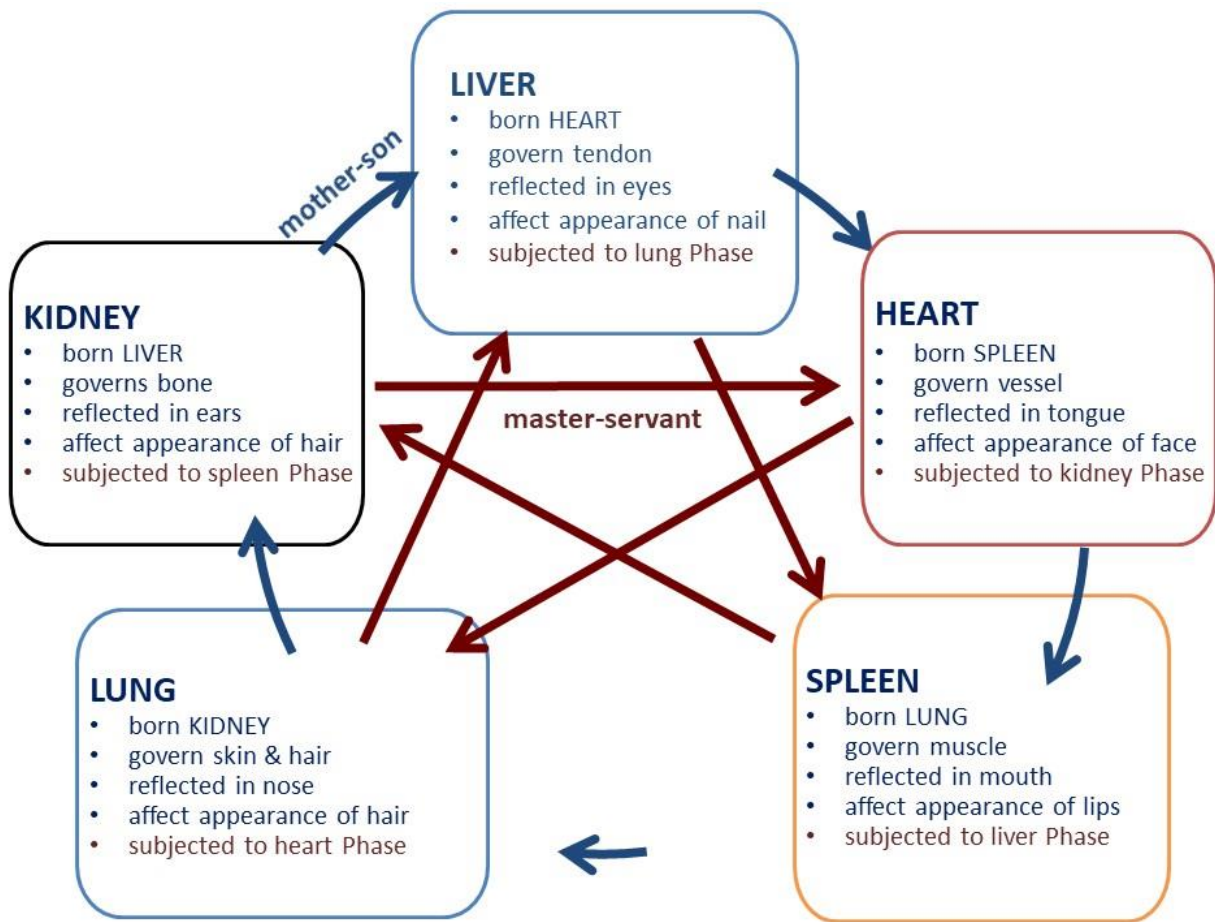 LIVER
• born HEART
• govern tendon
• reflected in eyes
• affect appearance of nail
• subjected to lung Phase
mother-son
KIDNEY
• born LIVER
• governs bone
• reflected in ears
• affect appearance of hair
• subjected to spleen Phase
HEART
• born SPLEEN
• govern vessel
• reflected in tongue
• affect appearance of face
• subjected to kidney Phase
master-servant
LUNG
• born KIDNEY
• govern skin & hair
• reflected in nose
• affect appearance of hair
• subjected to heart Phase
SPLEEN
• born LUNG
• govern muscle
• reflected in mouth
• affect appearance of lips
• subjected to liver Phase